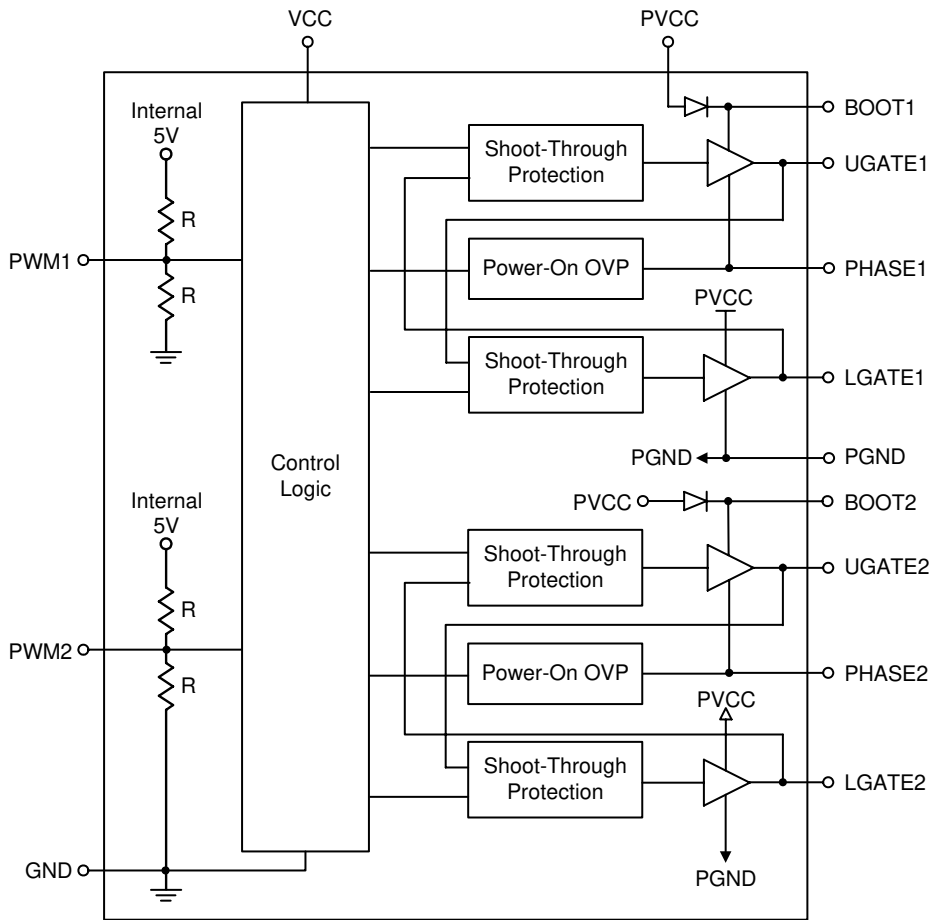 VCC
PVCC
Internal
5V
BOOT1
Shoot-Through
Protection
UGATE1
R
PWM1
R
Power-On OVP
PHASE1
PVCC
Shoot-Through
Protection
LGATE1
Control
Logic
PGND
PGND
Internal
5V
PVCC
BOOT2
Shoot-Through
Protection
UGATE2
R
PWM2
R
Power-On OVP
PHASE2
PVCC
Shoot-Through
Protection
LGATE2
GND
PGND